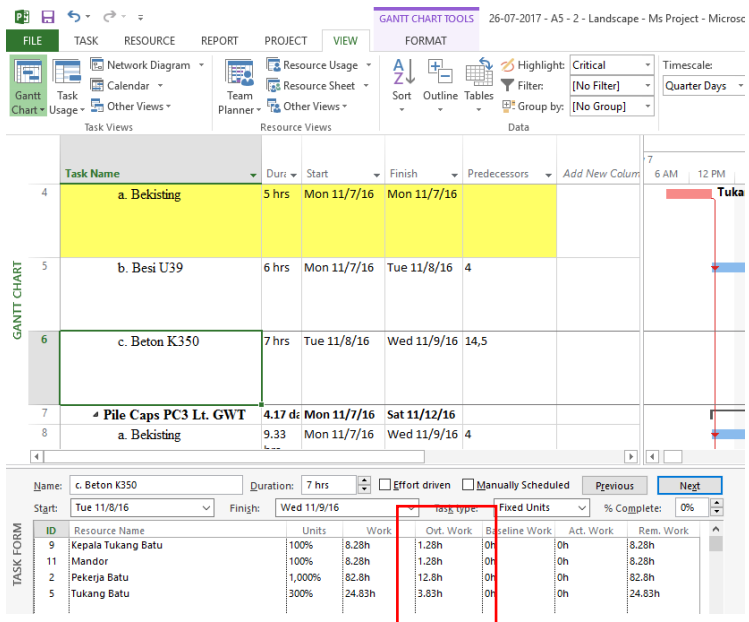 GANTT CHART TOOLS 26-07-2017 - A5 - 2 - Landscape - Ms Project - Microso
FILE TASK RESOURCE REPORT PROJECT VIEW FORMAT
Gantt Chart
Task Usage
Network Diagram
Calendar
Other Views
Task Views
Team Planner
Resource Usage
Resource Sheet
Other Views
Resource Views
Sort
Outline
Tables
Highlight: Critical
Filter: [No Filter]
Group by: [No Group]
Data
Timescale:
Quarter Days
Task Name Dura Start Finish Predecessors Add New Colum
7
6 AM 12 PM
GANTT CHART
4 a. Bekisting 5 hrs Mon 11/7/16 Mon 11/7/16
Tuka
5 b. Besi U39 6 hrs Mon 11/7/16 Tue 11/8/16 4
6 c. Beton K350 7 hrs Tue 11/8/16 Wed 11/9/16 14,5
7 Pile Caps PC3 Lt. GWT 4.17 da Mon 11/7/16 Sat 11/12/16
8 a. Bekisting 9.33 Mon 11/7/16 Wed 11/9/16 4
Name: c. Beton K350 Duration: 7 hrs Effort driven Manually Scheduled Previous Next
Start: Tue 11/8/16 Finish: Wed 11/9/16 Task type: Fixed Units % Complete: 0%
TASK FORM
ID Resource Name Units Work Ovt. Work Baseline Work Act. Work Rem. Work
9 Kepala Tukang Batu 100% 8.28h 1.28h 0h 0h 8.28h
11 Mandor 100% 8.28h 1.28h 0h 0h 8.28h
2 Pekerja Batu 1,000% 82.8h 12.8h 0h 0h 82.8h
5 Tukang Batu 300% 24.83h 3.83h 0h 0h 24.83h